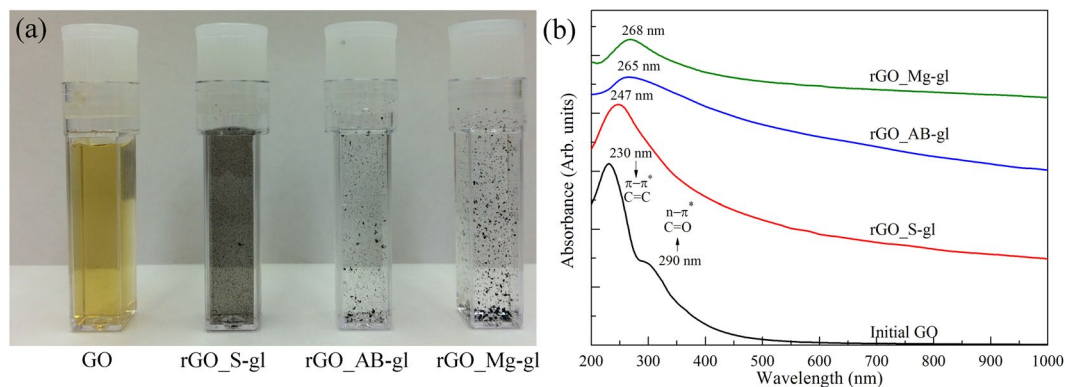 (a)
GO
rGO_S-gl
rGO_AB-gl
rGO_Mg-gl
(b)
Absorbance (Arb. units)
268 nm
rGO_Mg-gl
265 nm
rGO_AB-gl
247 nm
230 nm
π–π*
C=C
n–π*
C=O
290 nm
rGO_S-gl
Initial GO
200 300 400 500 600 700 800 900 1000
Wavelength (nm)